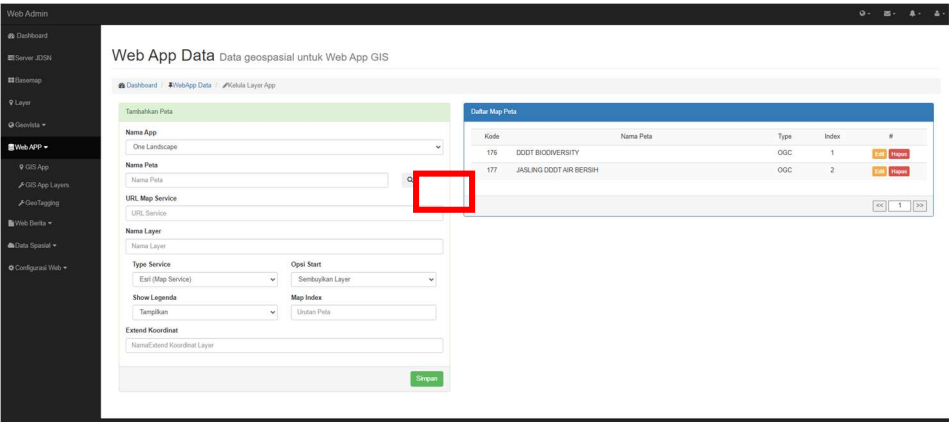 Web Admin
Dashboard
Server JDSN
Basemap
Layer
Geovista
Web APP
GIS App
GIS App Layers
GeoTagging
Web Berita
Data Spasial
Configurasi Web
Web App Data Data geospasial untuk Web App GIS
Dashboard / WebApp Data / Kelula Layer App
Tambahkan Peta
Nama App
One Landscape
Nama Peta
Nama Peta
URL Map Service
URL Service
Nama Layer
Nama Layer
Type Service Opsi Start
Esri (Map Service) Sembuyikan Layer
Show Legenda Map Index
Tampilkan Urutan Peta
Extend Koordinat
NamaExtend Koordinat Layer
Simpan
Daftar Map Peta
Kode Nama Peta Type Index #
176 DDDT BIODIVERSITY OGC 1 Edit Hapus
177 JASLING DDDT AIR BERSIH OGC 2 Edit Hapus
<< 1 >>